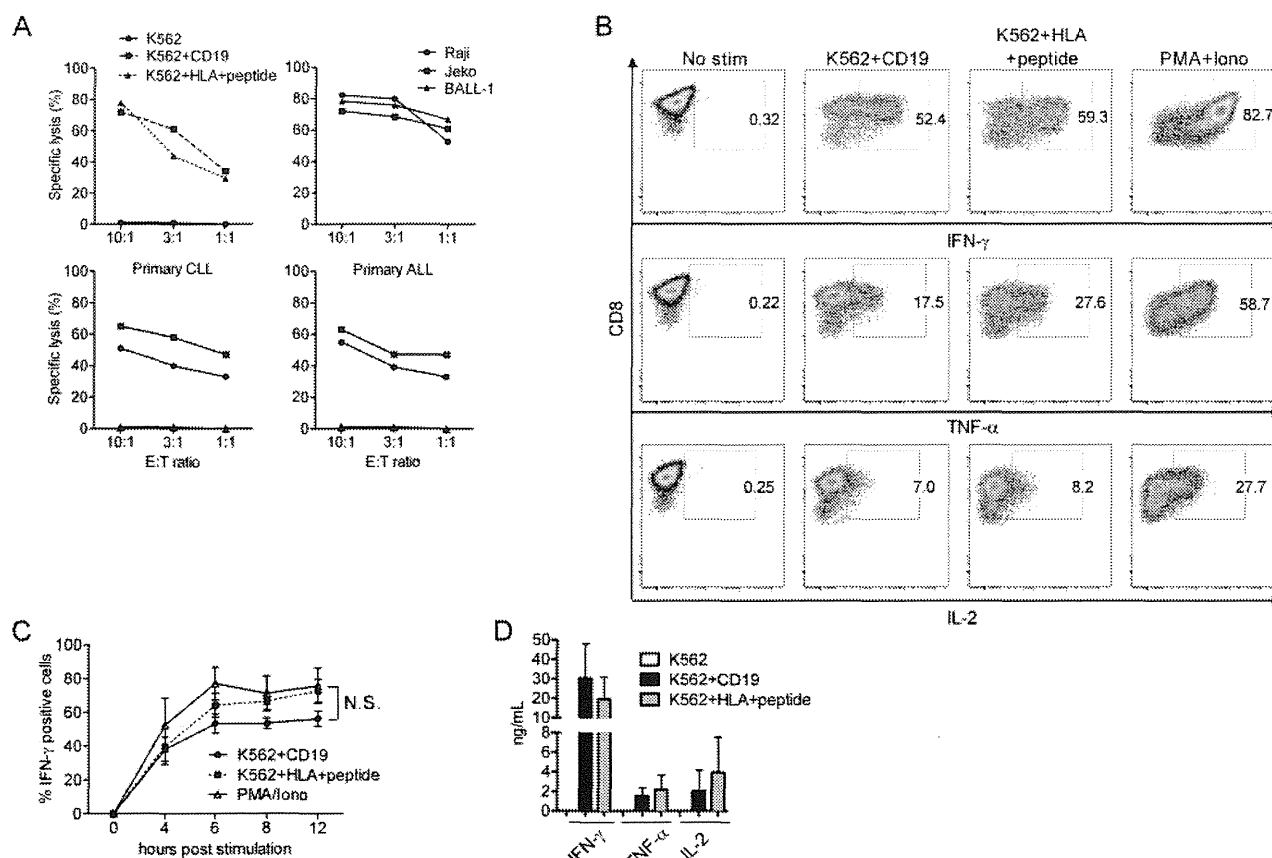 A
K562
K562+CD19
K562+HLA+peptide
Specific lysis (%)
100
80
60
40
20
0
10:1 3:1 1:1
Raji
Jeko
BALL-1
100
80
60
40
20
0
10:1 3:1 1:1
Primary CLL
Specific lysis (%)
100
80
60
40
20
0
10:1 3:1 1:1
E:T ratio
Primary ALL
100
80
60
40
20
0
10:1 3:1 1:1
E:T ratio
B
No stim
K562+CD19
K562+HLA
+peptide
PMA+Iono
0.32
52.4
59.3
82.7
IFN-γ
CD8
0.22
17.5
27.6
58.7
TNF-α
0.25
7.0
8.2
27.7
IL-2
C
% IFN-γ positive cells
100
80
60
40
20
0
N.S.
K562+CD19
K562+HLA+peptide
PMA/Iono
0 4 6 8 12
hours post stimulation
D
ng/mL
50
40
30
20
10
8
6
4
2
0
K562
K562+CD19
K562+HLA+peptide
IFN-γ
TNF-α
IL-2